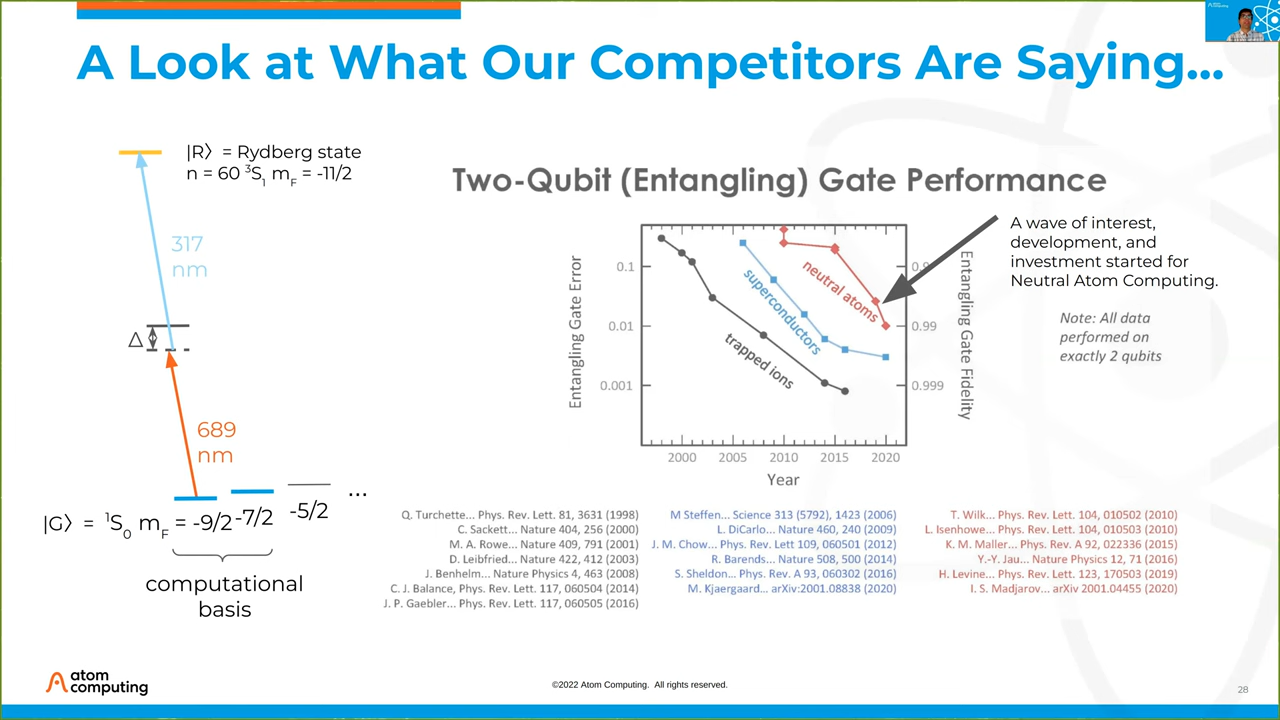 A Look at What Our Competitors Are Saying...
|R〉 = Rydberg state
n = 60 ³S₁ m_F = -11/2
317
nm
Δ
689
nm
|G〉 = ¹S₀ m_F = -9/2
-7/2
-5/2
...
computational
basis
Two-Qubit (Entangling) Gate Performance
A wave of interest,
development, and
investment started for
Neutral Atom Computing.
Note: All data
performed on
exactly 2 qubits
Entangling Gate Error
0.1
0.01
0.001
trapped ions
superconductors
neutral atoms
0.99
0.999
Entangling Gate Fidelity
2000
2005
2010
2015
2020
Year
Q. Turchette... Phys. Rev. Lett. 81, 3631 (1998)
C. Sackett... Nature 404, 256 (2000)
M. A. Rowe... Nature 409, 791 (2001)
D. Leibfried... Nature 422, 412 (2003)
J. Benhelm... Nature Physics 4, 463 (2008)
C. J. Balance, Phys. Rev. Lett. 117, 060504 (2014)
J. P. Gaebler... Phys. Rev. Lett. 117, 060505 (2016)
M Steffen... Science 313 (5792), 1423 (2006)
L. DiCarlo... Nature 460, 240 (2009)
J. M. Chow... Phys. Rev. Lett 109, 060501 (2012)
R. Barends... Nature 508, 500 (2014)
S. Sheldon... Phys. Rev. A 93, 060302 (2016)
M. Kjaergaard... arXiv:2001.08838 (2020)
T. Wilk... Phys. Rev. Lett. 104, 010502 (2010)
L. Isenhowe... Phys. Rev. Lett. 104, 010503 (2010)
K. M. Maller... Phys. Rev. A 92, 022336 (2015)
Y.-Y. Jau... Nature Physics 12, 71 (2016)
H. Levine... Phys. Rev. Lett. 123, 170503 (2019)
I. S. Madjarov... arXiv 2001.04455 (2020)
atom
computing
©2022 Atom Computing. All rights reserved.
28